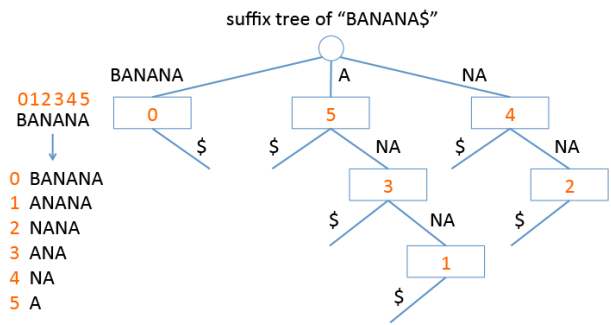 suffix tree of “BANANA$”
BANANA A NA
012345
BANANA
0 5 4
$ $ NA $ NA
0 BANANA
1 ANANA
2 NANA
3 ANA
4 NA
5 A
3 2
$ NA $
1
$